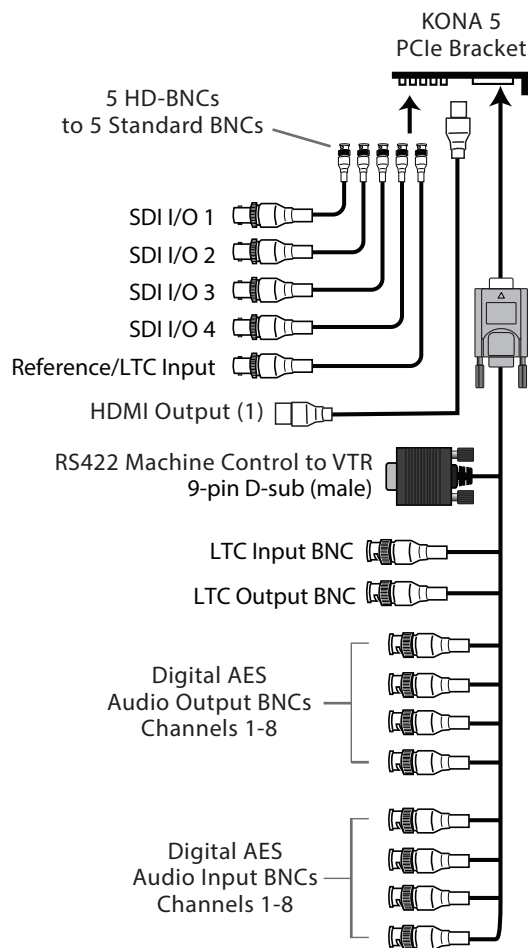 KONA 5
PCIe Bracket
5 HD-BNCs
to 5 Standard BNCs
SDI I/O 1
SDI I/O 2
SDI I/O 3
SDI I/O 4
Reference/LTC Input
HDMI Output (1)
RS422 Machine Control to VTR
9-pin D-sub (male)
LTC Input BNC
LTC Output BNC
Digital AES
Audio Output BNCs
Channels 1-8
Digital AES
Audio Input BNCs
Channels 1-8